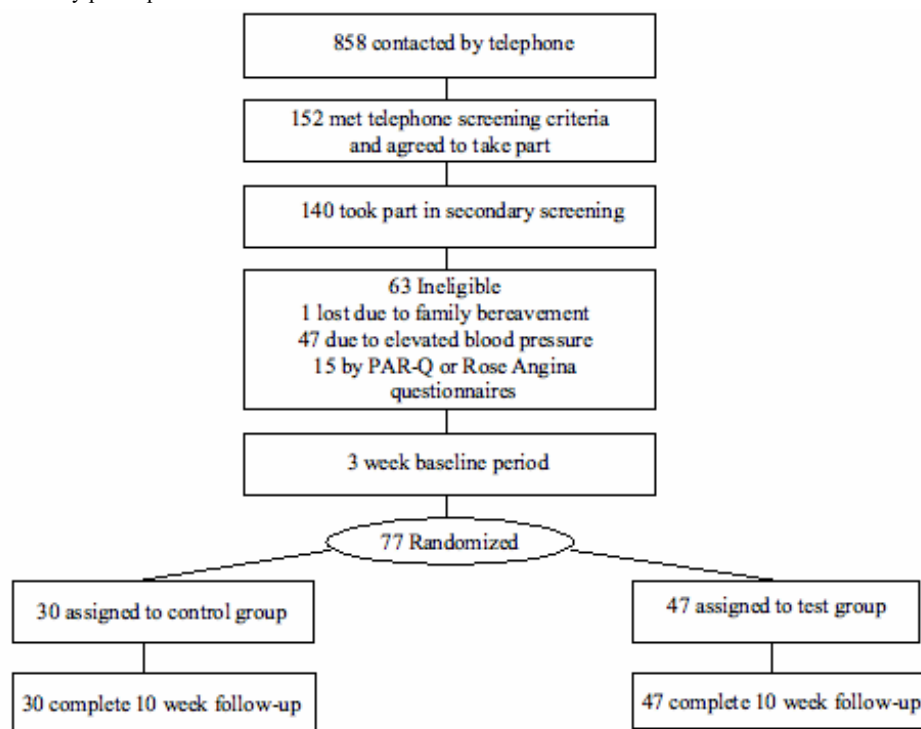 858 contacted by telephone
152 met telephone screening criteria
and agreed to take part
140 took part in secondary screening
63 Ineligible
1 lost due to family bereavement
47 due to elevated blood pressure
15 by PAR-Q or Rose Angina
questionnaires
3 week baseline period
77 Randomized
30 assigned to control group
47 assigned to test group
30 complete 10 week follow-up
47 complete 10 week follow-up